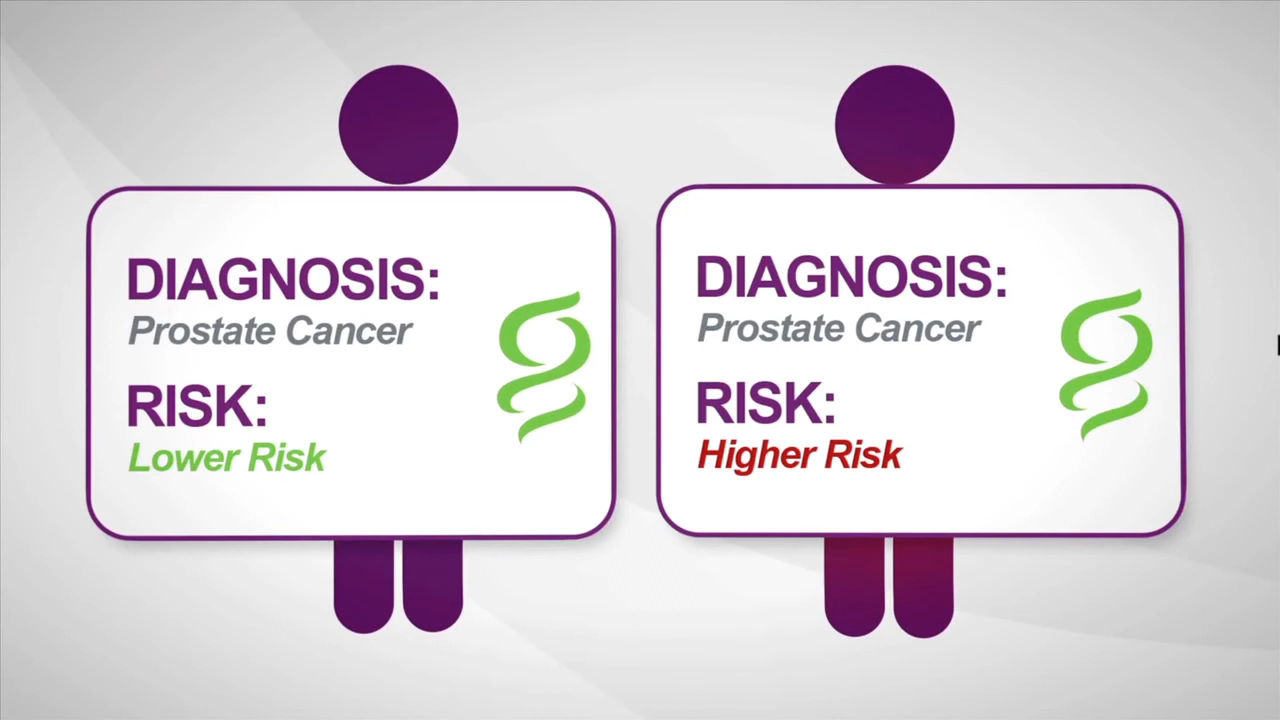 DIAGNOSIS:
Prostate Cancer
RISK:
Lower Risk
DIAGNOSIS:
Prostate Cancer
RISK:
Higher Risk